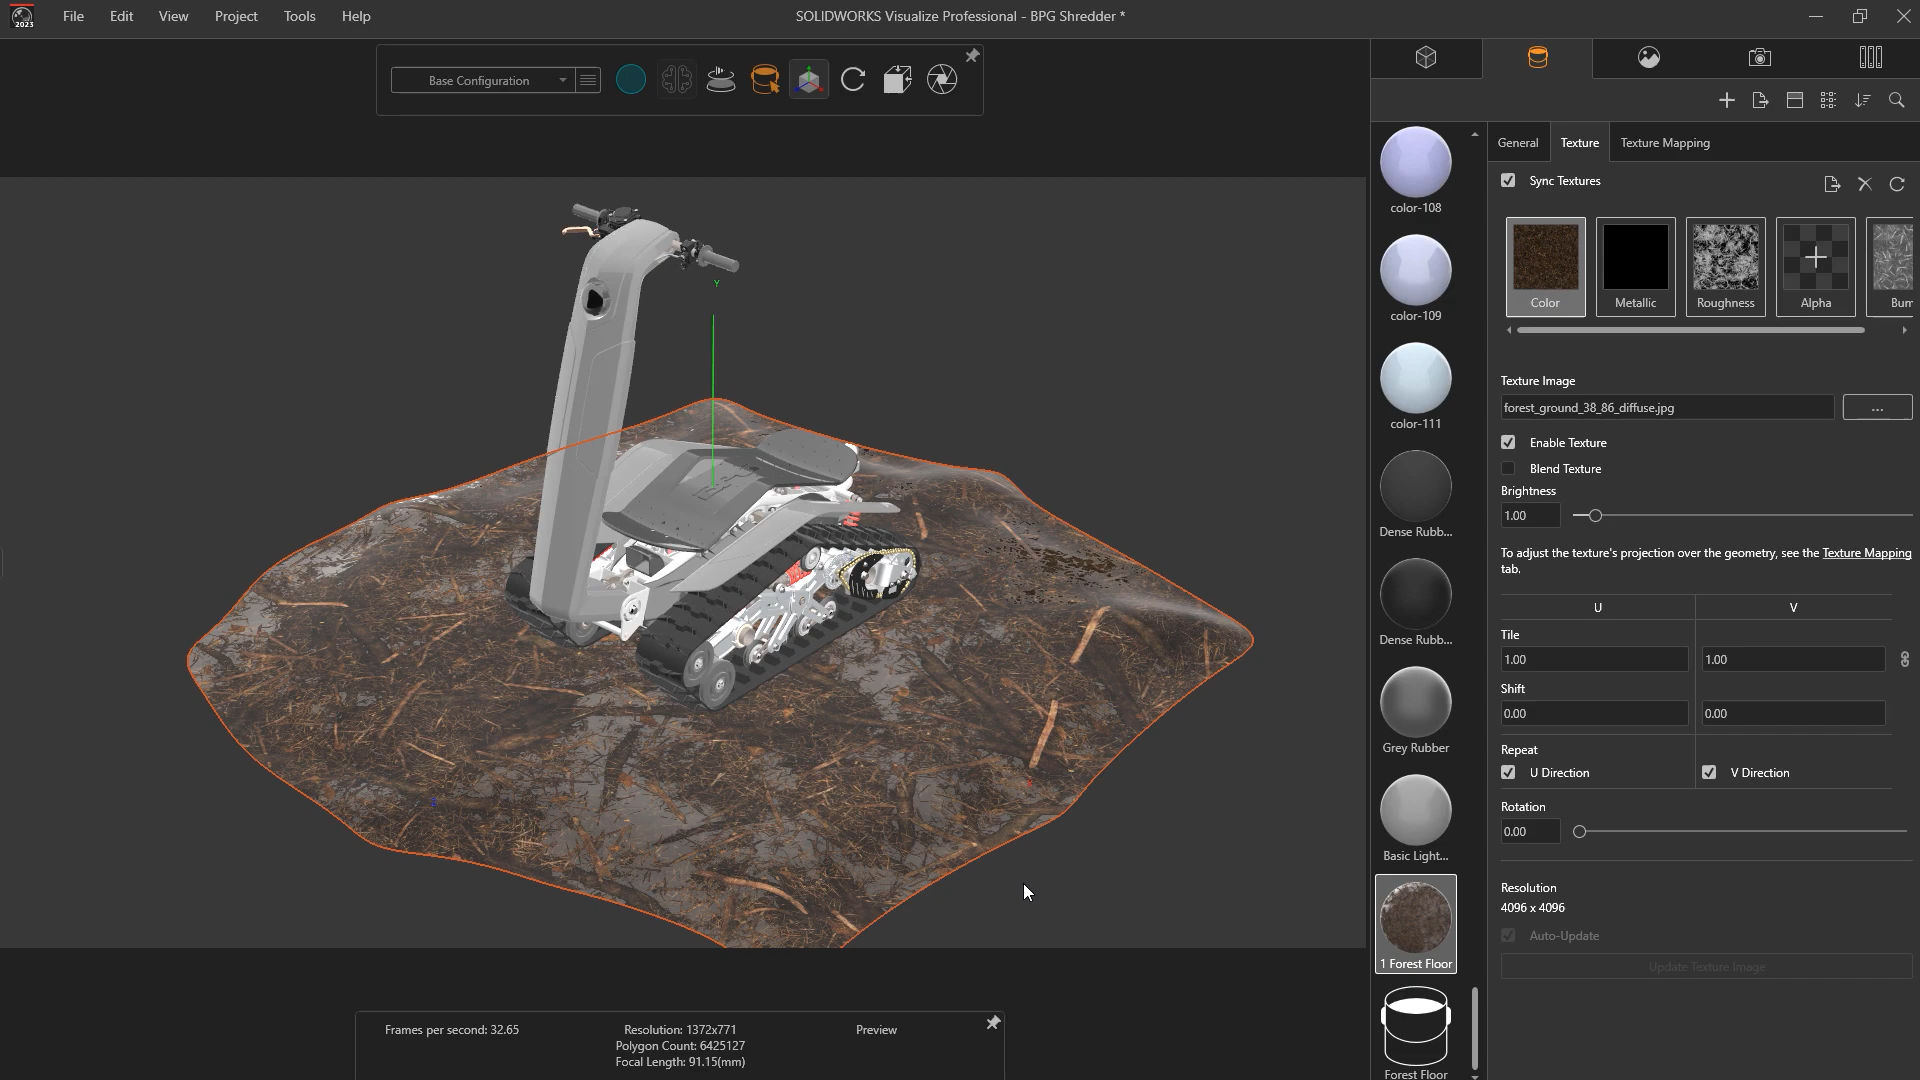 2023
File
Edit
View
Project
Tools
Help
SOLIDWORKS Visualize Professional - BPG Shredder *
Base Configuration
General
Texture
Texture Mapping
Sync Textures
Color
Metallic
Roughness
Alpha
Bum
Texture Image
forest_ground_38_86_diffuse.jpg
...
Enable Texture
Blend Texture
Brightness
1.00
To adjust the texture's projection over the geometry, see the Texture Mapping
tab.
U
V
Tile
1.00
1.00
Shift
0.00
0.00
Repeat
U Direction
V Direction
Rotation
0.00
Resolution
4096 x 4096
Auto-Update
Update Texture Image
color-108
color-109
color-111
Dense Rubb...
Dense Rubb...
Grey Rubber
Basic Light...
1 Forest Floor
Forest Floor
Y
Frames per second: 32.65
Resolution: 1372x771
Polygon Count: 6425127
Focal Length: 91.15(mm)
Preview